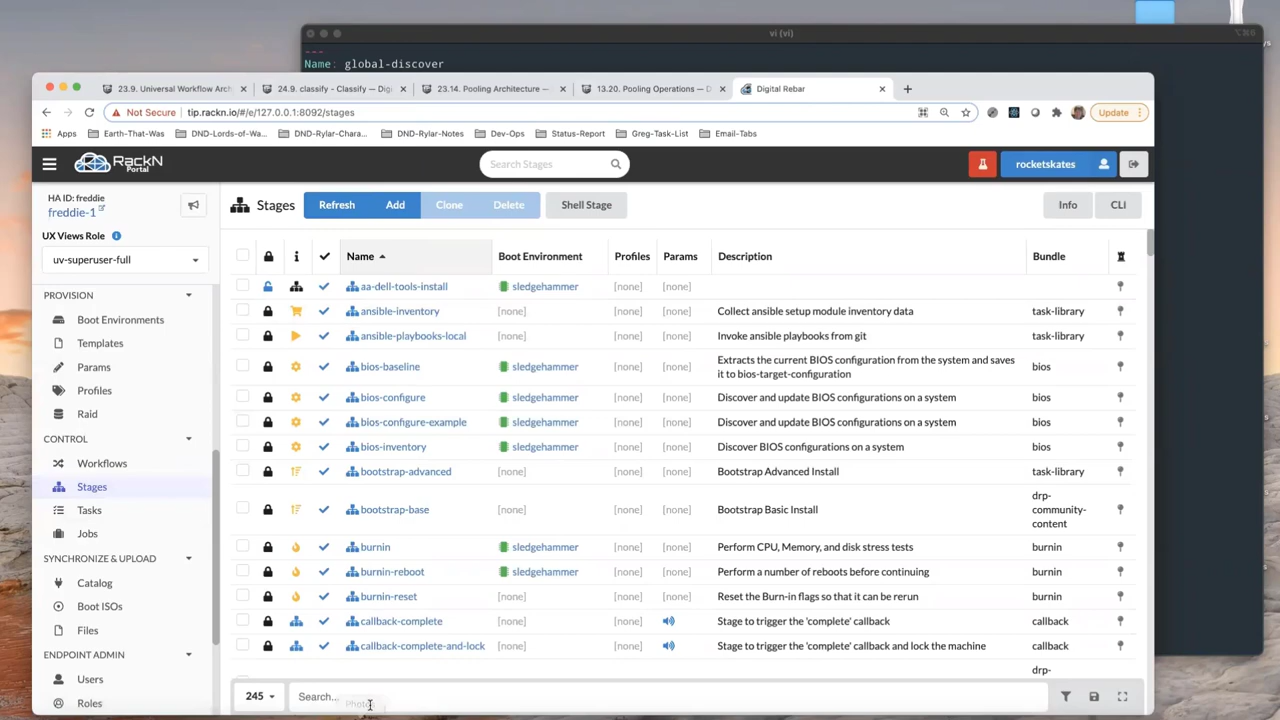 vi (vi)
---
Name: global-discover
23.9. Universal Workflow Arch
24.9. classify - Classify — Digi
23.14. Pooling Architecture —
13.20. Pooling Operations — D
Digital Rebar
Not Secure tip.rackn.io/#/e/127.0.0.1:8092/stages
Update
Apps
Earth-That-Was
DND-Lords-of-Wa...
DND-Rylar-Chara...
DND-Rylar-Notes
Dev-Ops
Status-Report
Greg-Task-List
Email-Tabs
RackN
Portal
Search Stages
rocketskates
HA ID: freddie
freddie-1
UX Views Role
uv-superuser-full
PROVISION
Boot Environments
Templates
Params
Profiles
Raid
CONTROL
Workflows
Stages
Tasks
Jobs
SYNCHRONIZE & UPLOAD
Catalog
Boot ISOs
Files
ENDPOINT ADMIN
Users
Roles
Stages
Refresh
Add
Clone
Delete
Shell Stage
Info
CLI
Name Boot Environment Profiles Params Description Bundle
aa-dell-tools-install sledgehammer [none] [none]
ansible-inventory [none] [none] [none] Collect ansible setup module inventory data task-library
ansible-playbooks-local [none] [none] [none] Invoke ansible playbooks from git task-library
bios-baseline sledgehammer [none] [none] Extracts the current BIOS configuration from the system and saves it to bios-target-configuration bios
bios-configure sledgehammer [none] [none] Discover and update BIOS configurations on a system bios
bios-configure-example sledgehammer [none] [none] Discover and update BIOS configurations on a system bios
bios-inventory sledgehammer [none] [none] Discover BIOS configurations on a system bios
bootstrap-advanced [none] [none] [none] Bootstrap Advanced Install task-library
bootstrap-base [none] [none] [none] Bootstrap Basic Install drp-community-content
burnin sledgehammer [none] [none] Perform CPU, Memory, and disk stress tests burnin
burnin-reboot sledgehammer [none] [none] Perform a number of reboots before continuing burnin
burnin-reset [none] [none] [none] Reset the Burn-in flags so that it can be rerun burnin
callback-complete [none] [none] Stage to trigger the 'complete' callback callback
callback-complete-and-lock [none] [none] Stage to trigger the 'complete' callback and lock the machine callback
drp-
245
Search...